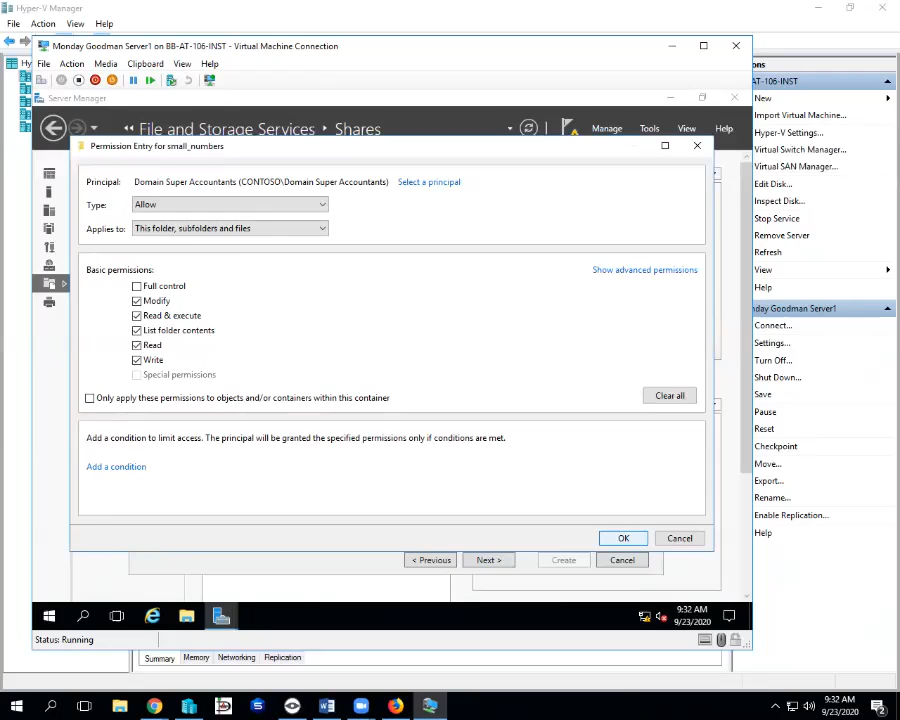 Hyper-V Manager
File Action View Help
Hy
Monday Goodman Server1 on BB-AT-106-INST - Virtual Machine Connection
File Action Media Clipboard View Help
Server Manager
File and Storage Services Shares
Manage Tools View Help
Permission Entry for small_numbers
Principal: Domain Super Accountants (CONTOSO\Domain Super Accountants) Select a principal
Type: Allow
Applies to: This folder, subfolders and files
Basic permissions: Show advanced permissions
Full control
Modify
Read & execute
List folder contents
Read
Write
Special permissions
Only apply these permissions to objects and/or containers within this container
Clear all
Add a condition to limit access. The principal will be granted the specified permissions only if conditions are met.
Add a condition
OK Cancel
< Previous Next > Create Cancel
9:32 AM
9/23/2020
Status: Running
Summary Memory Networking Replication
ons
AT-106-INST
New
Import Virtual Machine...
Hyper-V Settings...
Virtual Switch Manager...
Virtual SAN Manager...
Edit Disk...
Inspect Disk...
Stop Service
Remove Server
Refresh
View
Help
nday Goodman Server1
Connect...
Settings...
Turn Off...
Shut Down...
Save
Pause
Reset
Checkpoint
Move...
Export...
Rename...
Enable Replication...
Help
9:32 AM
9/23/2020
2